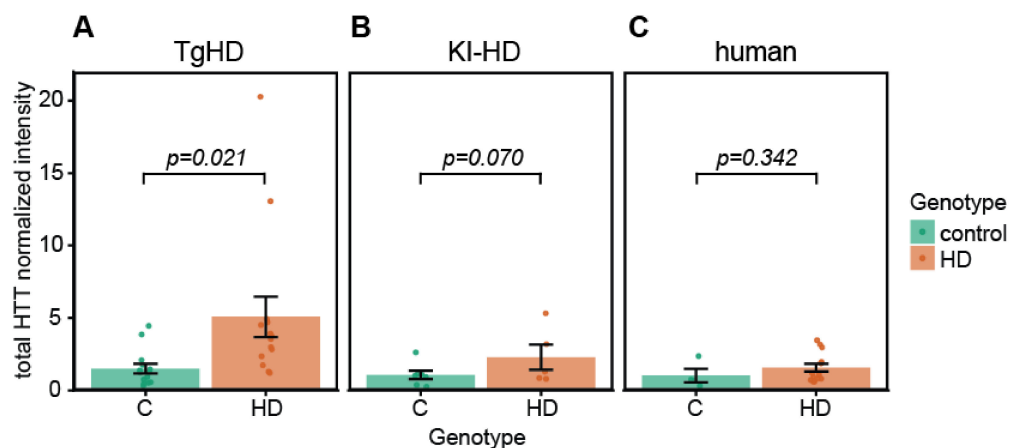 A
B
C
TgHD
KI-HD
human
total HTT normalized intensity
20
15
10
5
0
p=0.021
p=0.070
p=0.342
C
HD
C
HD
C
HD
Genotype
Genotype
control
HD